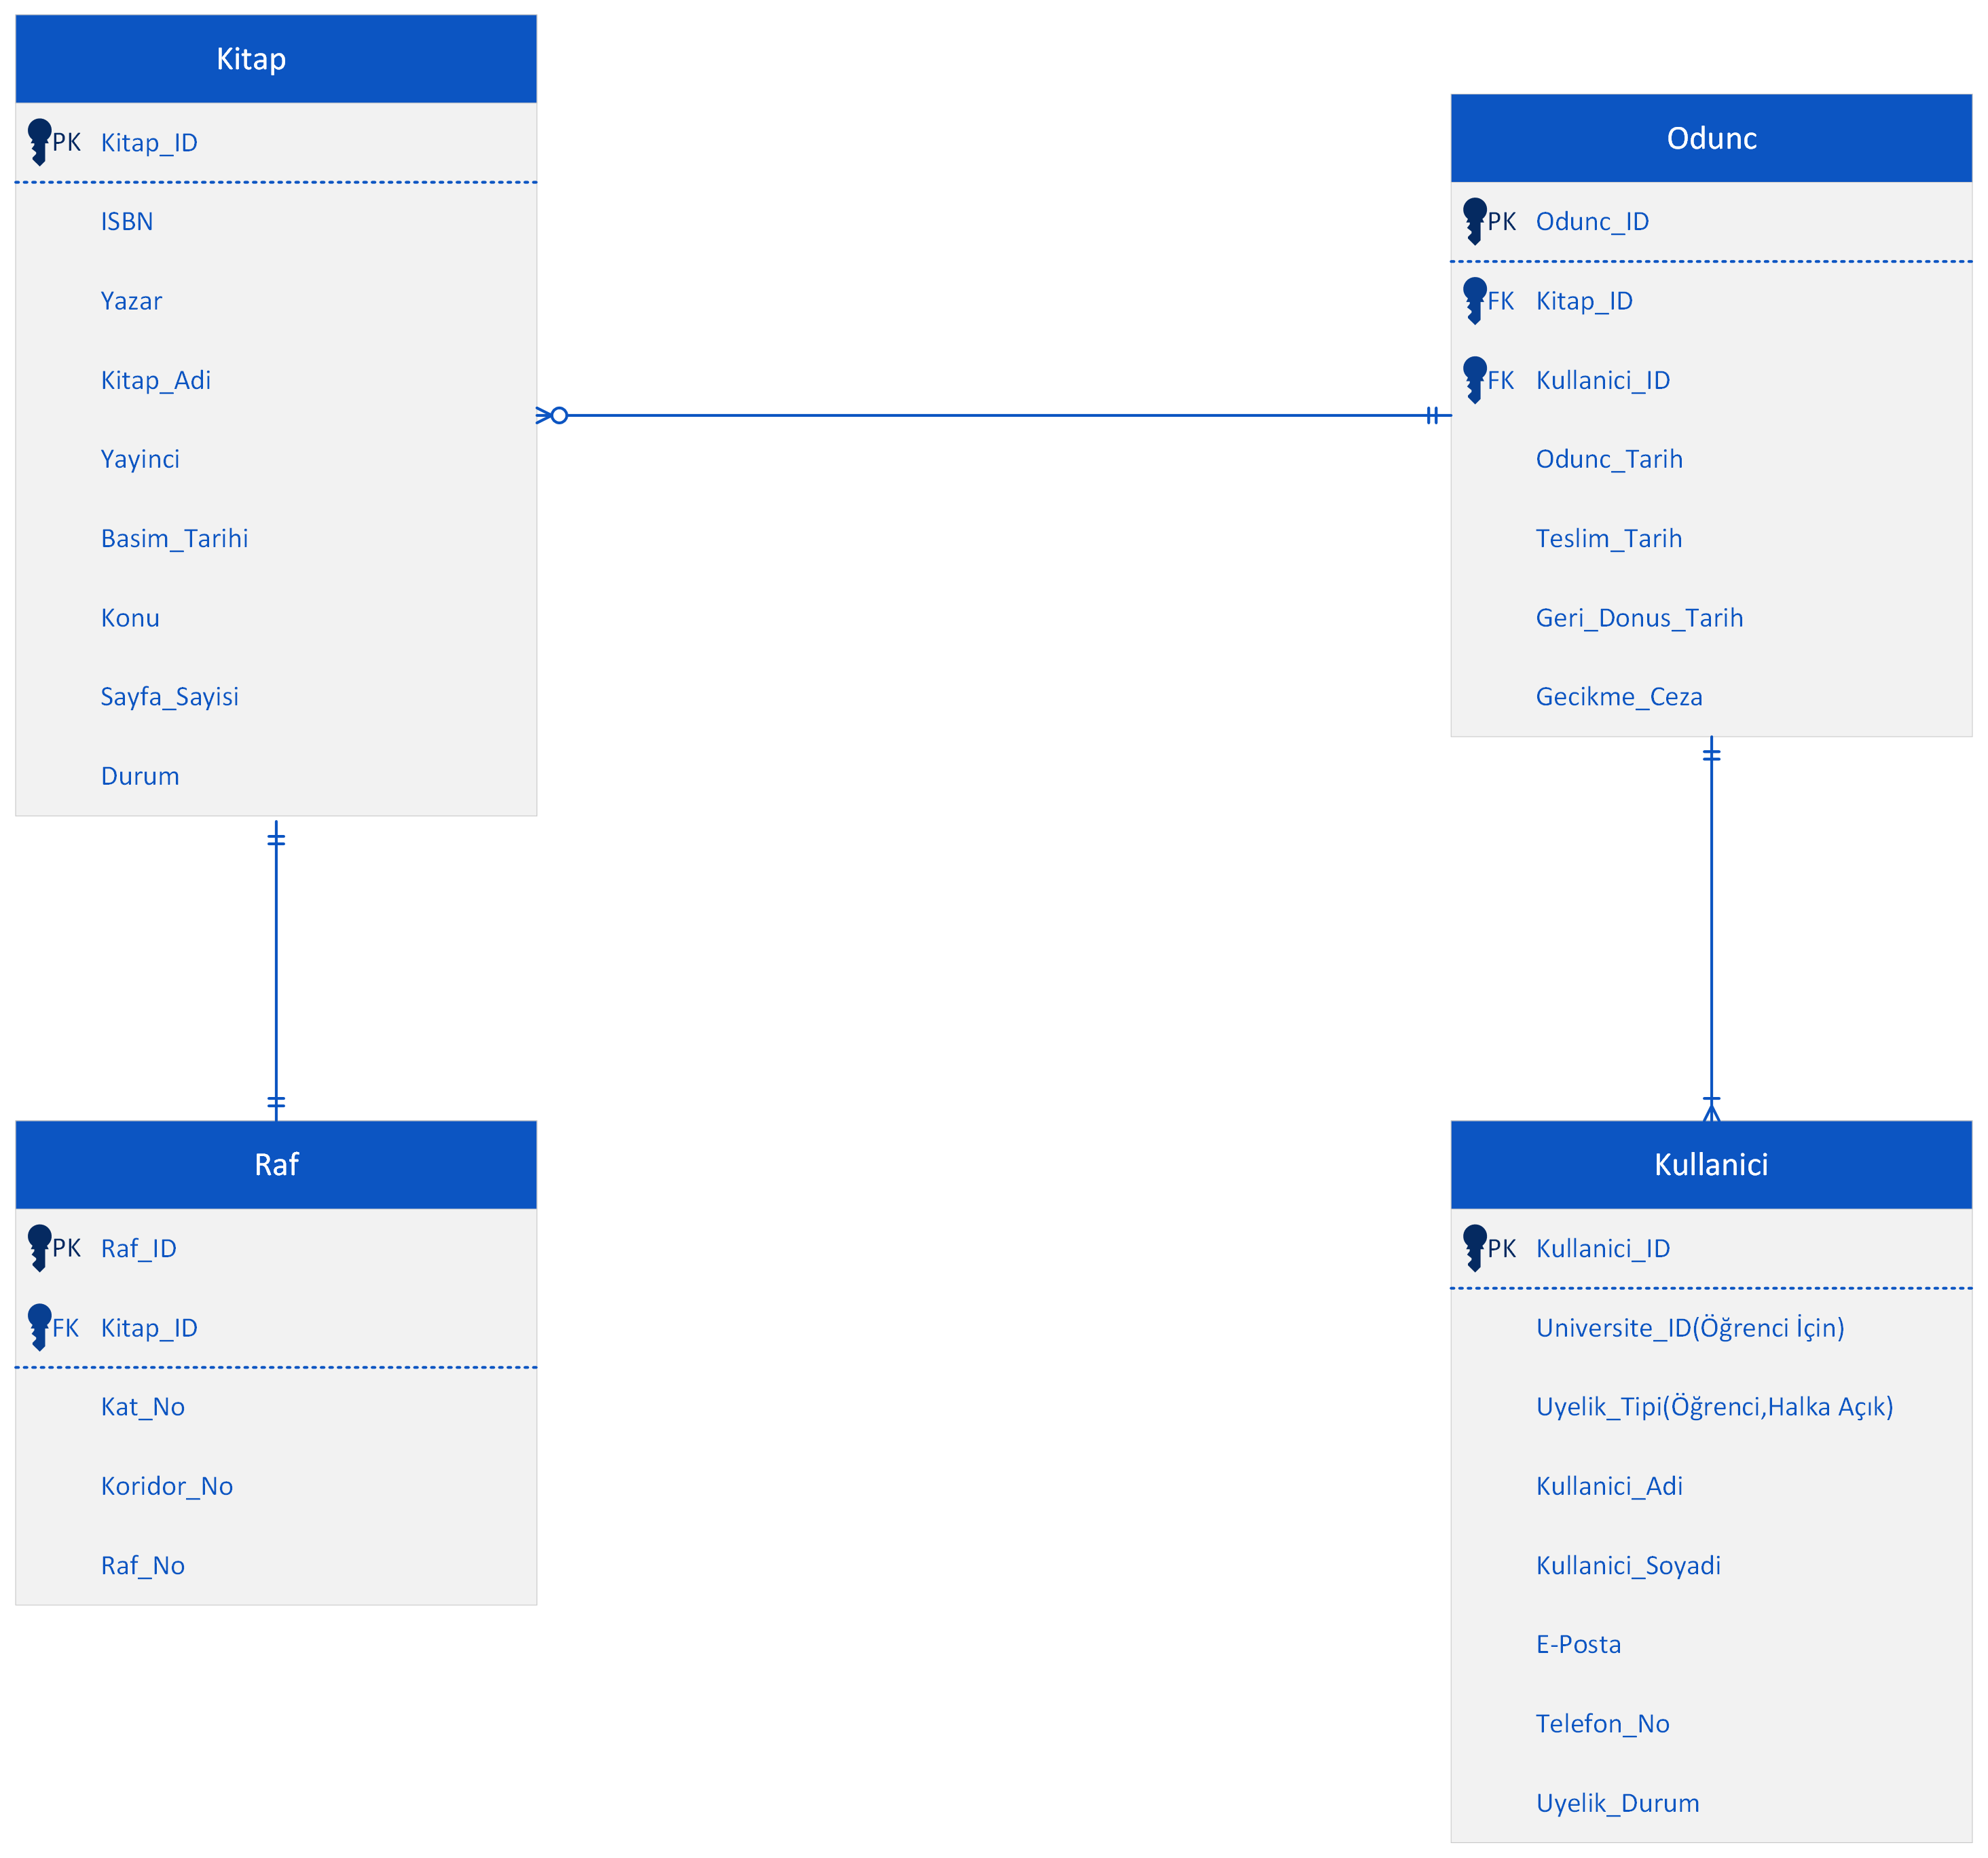 Kitap
PK Kitap_ID
ISBN
Yazar
Kitap_Adi
Yayinci
Basim_Tarihi
Konu
Sayfa_Sayisi
Durum
Odunc
PK Odunc_ID
FK Kitap_ID
FK Kullanici_ID
Odunc_Tarih
Teslim_Tarih
Geri_Donus_Tarih
Gecikme_Ceza
Raf
PK Raf_ID
FK Kitap_ID
Kat_No
Koridor_No
Raf_No
Kullanici
PK Kullanici_ID
Universite_ID(Öğrenci İçin)
Uyelik_Tipi(Öğrenci,Halka Açık)
Kullanici_Adi
Kullanici_Soyadi
E-Posta
Telefon_No
Uyelik_Durum